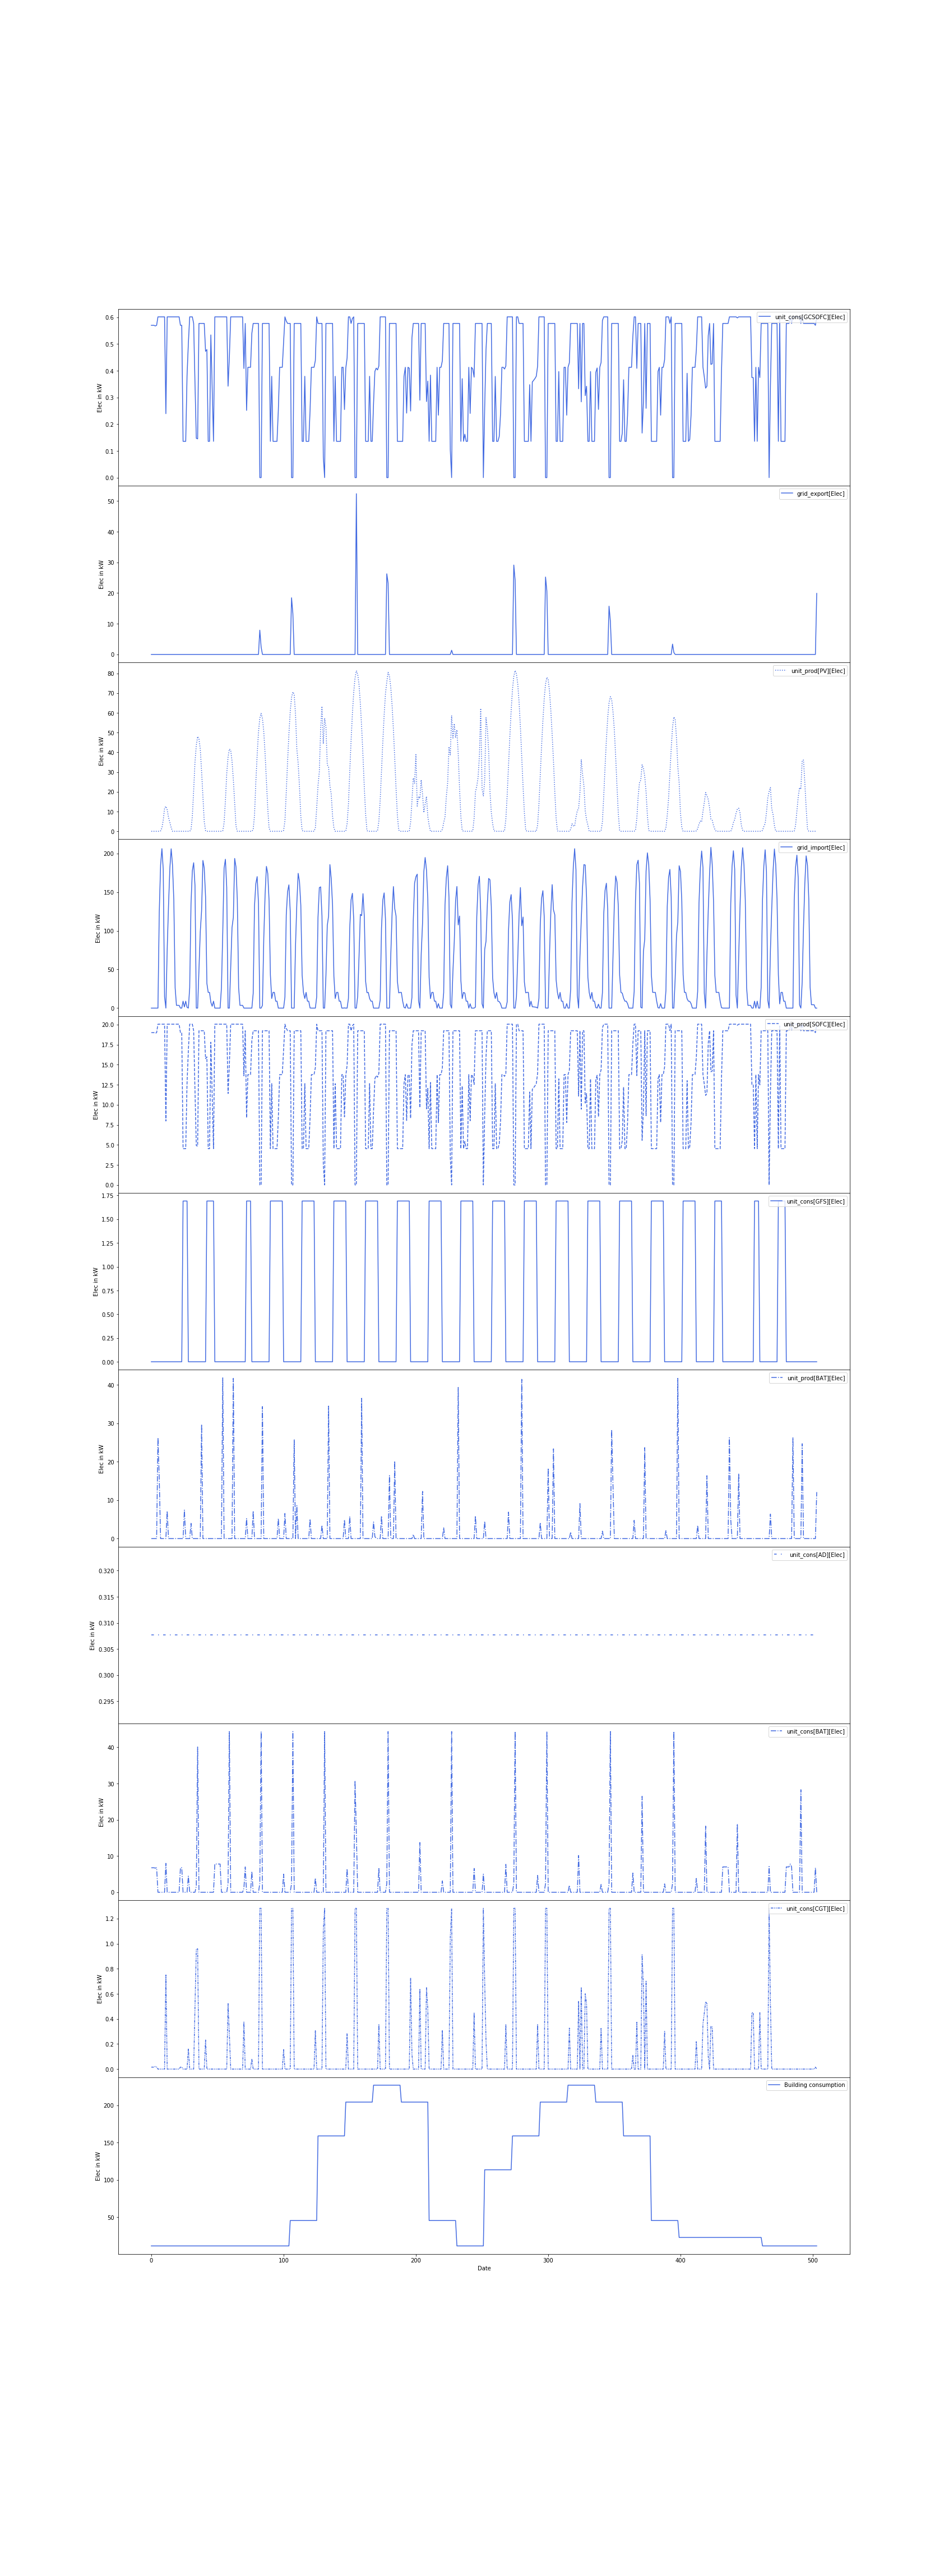 unit_cons[GCSOFC][Elec]
0.6
0.5
0.4
0.3
0.2
0.1
0.0
Elec in kW
grid_export[Elec]
50
40
30
20
10
0
Elec in kW
unit_prod[PV][Elec]
80
70
60
50
40
30
20
10
0
Elec in kW
grid_import[Elec]
200
150
100
50
0
Elec in kW
unit_prod[SOFC][Elec]
20.0
17.5
15.0
12.5
10.0
7.5
5.0
2.5
0.0
Elec in kW
unit_cons[GFS][Elec]
1.75
1.50
1.25
1.00
0.75
0.50
0.25
0.00
Elec in kW
unit_prod[BAT][Elec]
40
30
20
10
0
Elec in kW
unit_cons[AD][Elec]
0.320
0.315
0.310
0.305
0.300
0.295
Elec in kW
unit_cons[BAT][Elec]
40
30
20
10
0
Elec in kW
unit_cons[CGT][Elec]
1.2
1.0
0.8
0.6
0.4
0.2
0.0
Elec in kW
Building consumption
200
150
100
50
Elec in kW
0 100 200 300 400 500
Date